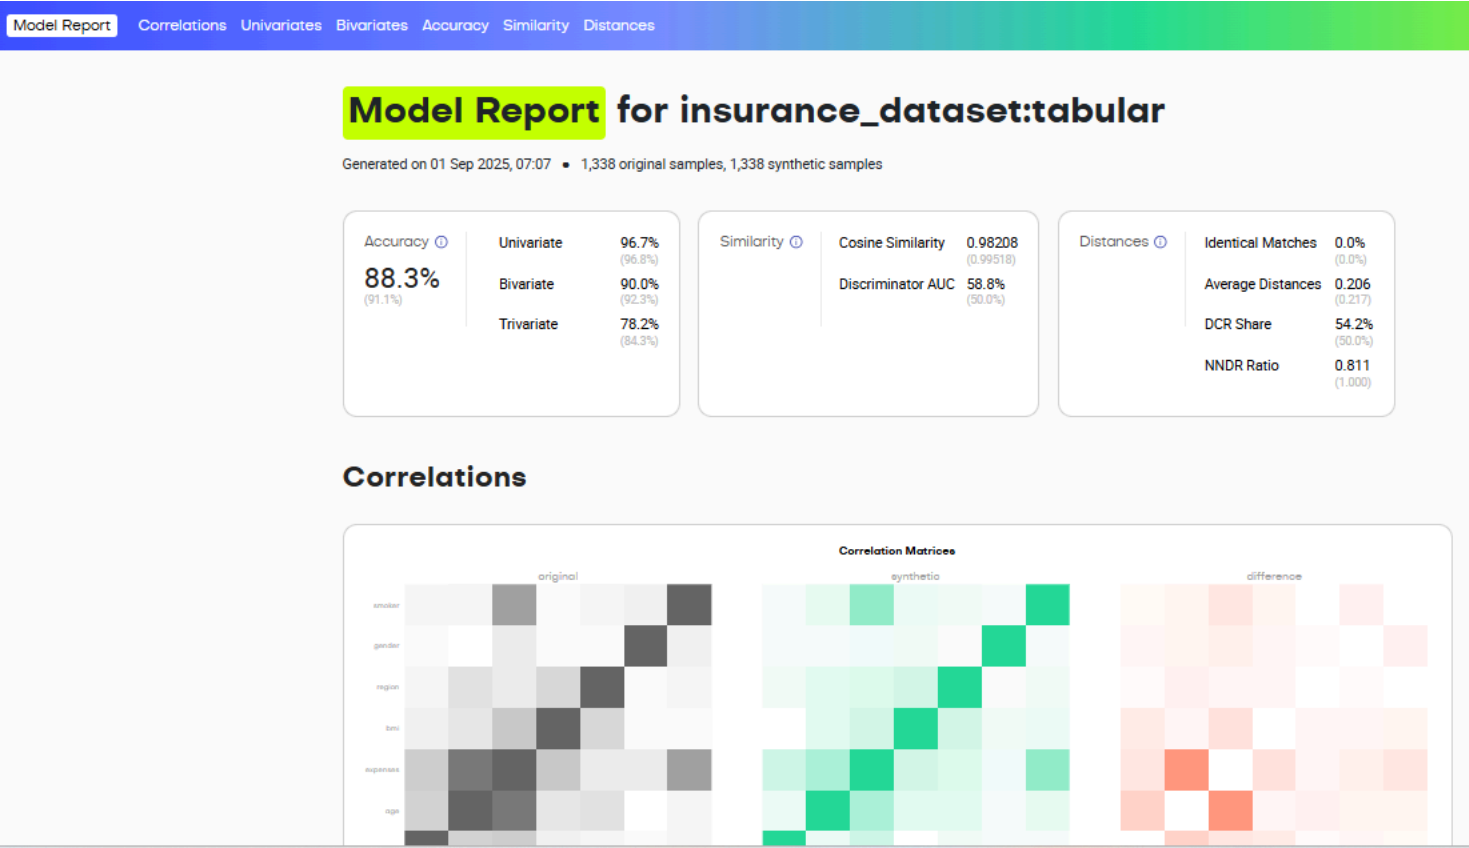 Model Report Correlations Univariates Bivariates Accuracy Similarity Distances
Model Report for insurance_dataset:tabular
Generated on 01 Sep 2025, 07:07 • 1,338 original samples, 1,338 synthetic samples
Accuracy
88.3%
(91.1%)
Univariate 96.7%
(96.8%)
Bivariate 90.0%
(92.3%)
Trivariate 78.2%
(84.3%)
Similarity
Cosine Similarity 0.98208
(0.99518)
Discriminator AUC 58.8%
(50.0%)
Distances
Identical Matches 0.0%
(0.0%)
Average Distances 0.206
(0.217)
DCR Share 54.2%
(50.0%)
NNDR Ratio 0.811
(1.000)
Correlations
Correlation Matrices
original synthetic difference
smoker
gender
region
bmi
expenses
age